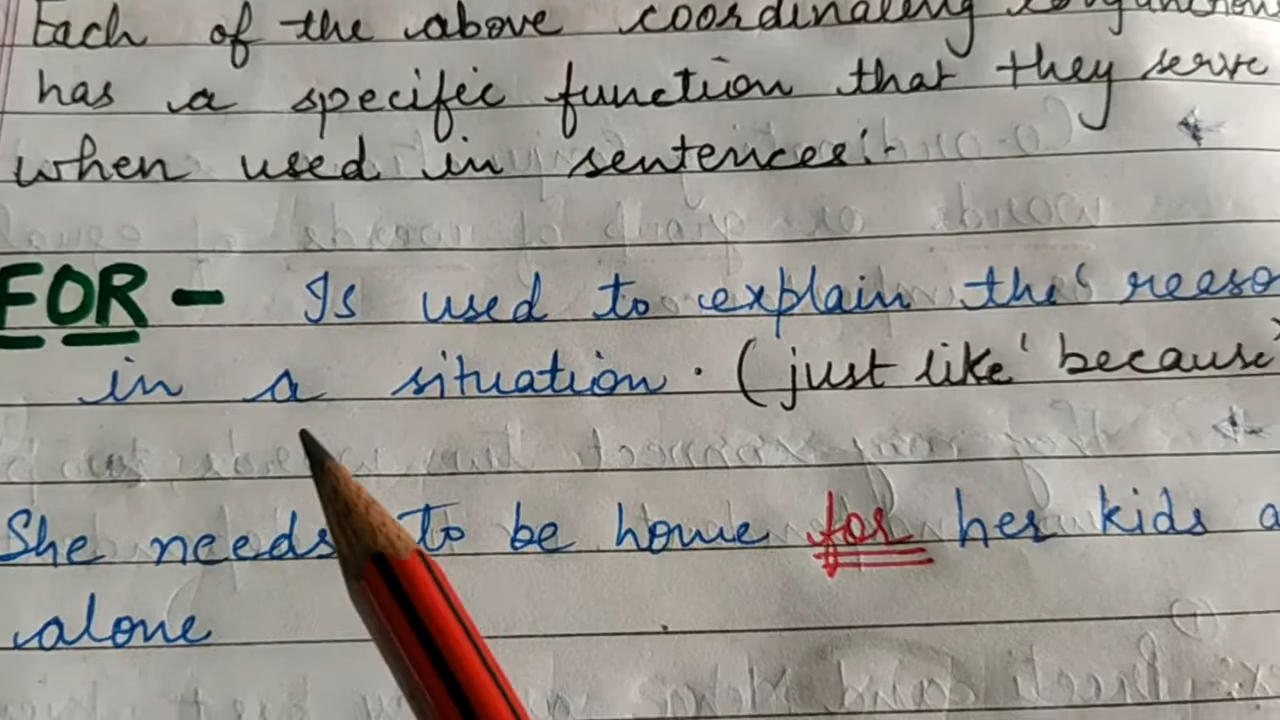 Each of the above coordinating conjunctions
has a specific function that they serve
when used in sentences:-
FOR - Is used to explain the reaso
in a situation. (just like 'because'
She needs to be home for her kids a
alone